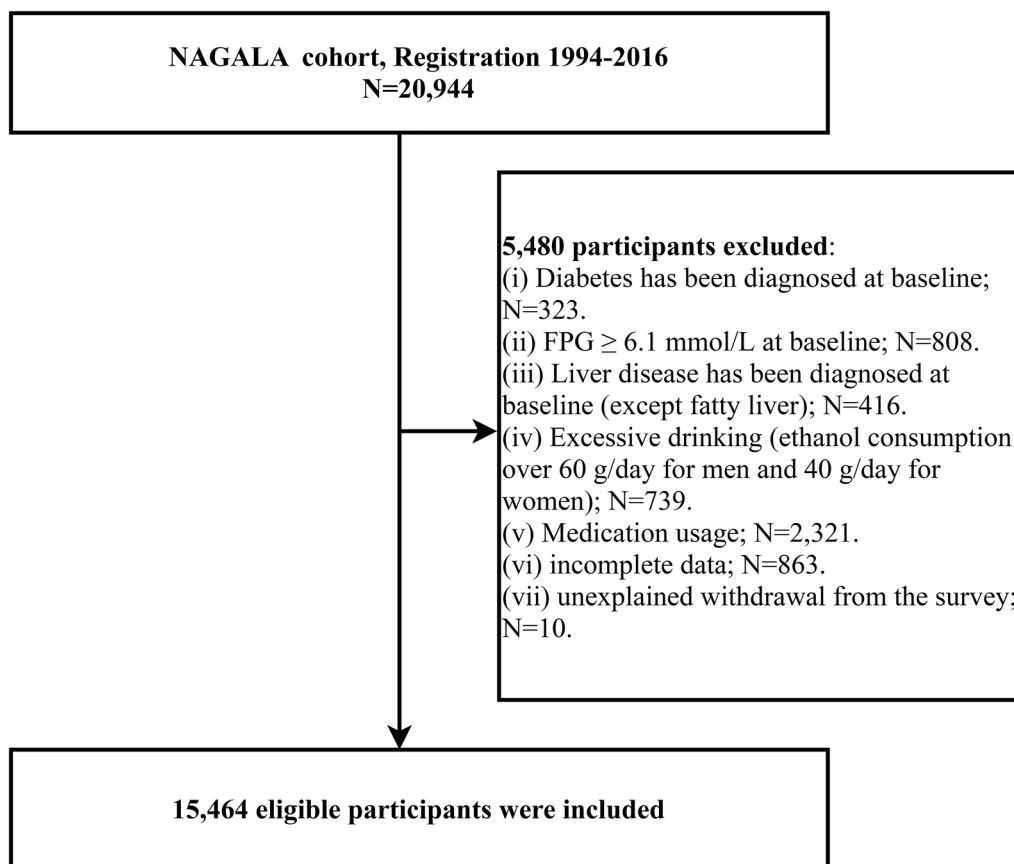 NAGALA cohort, Registration 1994-2016
N=20,944
5,480 participants excluded:
(i) Diabetes has been diagnosed at baseline;
N=323.
(ii) FPG ≥ 6.1 mmol/L at baseline; N=808.
(iii) Liver disease has been diagnosed at
baseline (except fatty liver); N=416.
(iv) Excessive drinking (ethanol consumption
over 60 g/day for men and 40 g/day for
women); N=739.
(v) Medication usage; N=2,321.
(vi) incomplete data; N=863.
(vii) unexplained withdrawal from the survey;
N=10.
15,464 eligible participants were included